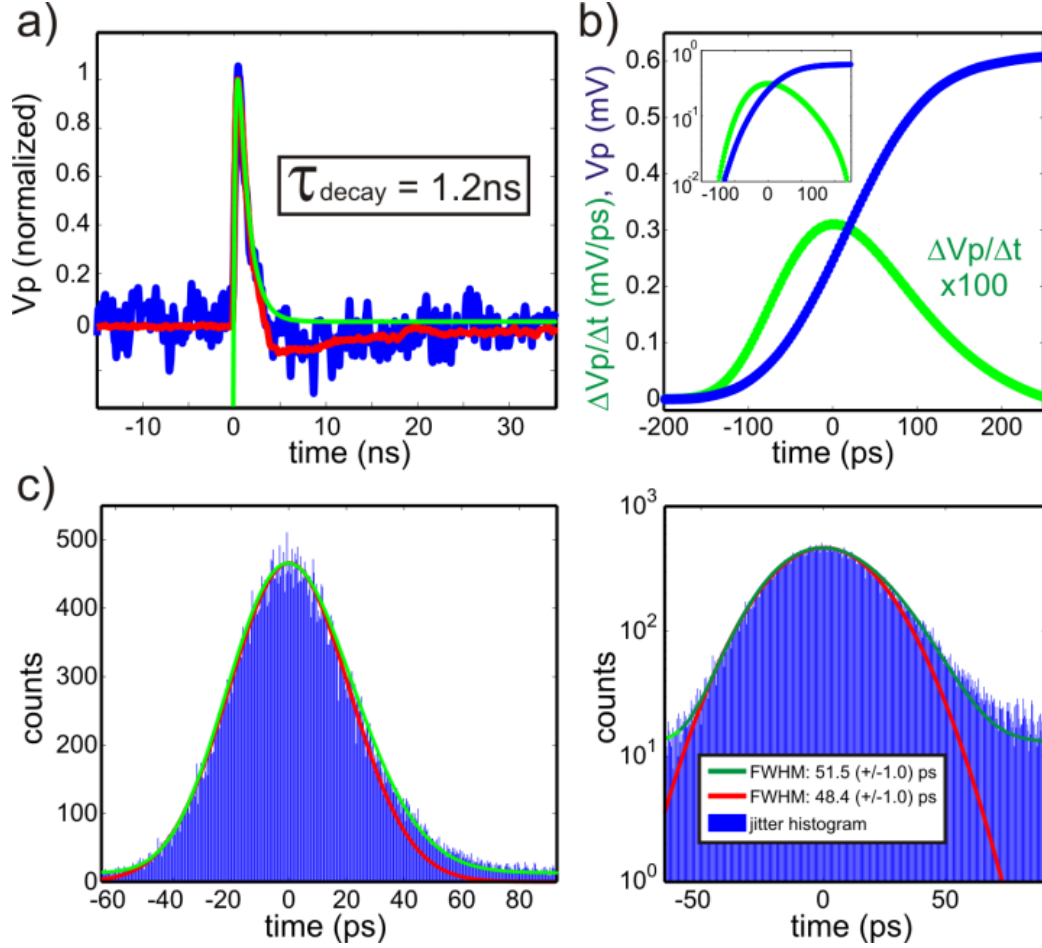 a)
Vp (normalized)
1
0.8
0.6
0.4
0.2
0
τdecay = 1.2ns
-10
0
10
20
30
time (ns)
b)
ΔVp/Δt (mV/ps), Vp (mV)
0.6
0.5
0.4
0.3
0.2
0.1
0
10^0
10^-1
10^-2
-100
0
100
ΔVp/Δt
x100
-200
-100
0
100
200
time (ps)
c)
counts
500
400
300
200
100
0
-60
-40
-20
0
20
40
60
80
time (ps)
counts
10^3
10^2
10^1
10^0
FWHM: 51.5 (+/-1.0) ps
FWHM: 48.4 (+/-1.0) ps
jitter histogram
-50
0
50
time (ps)